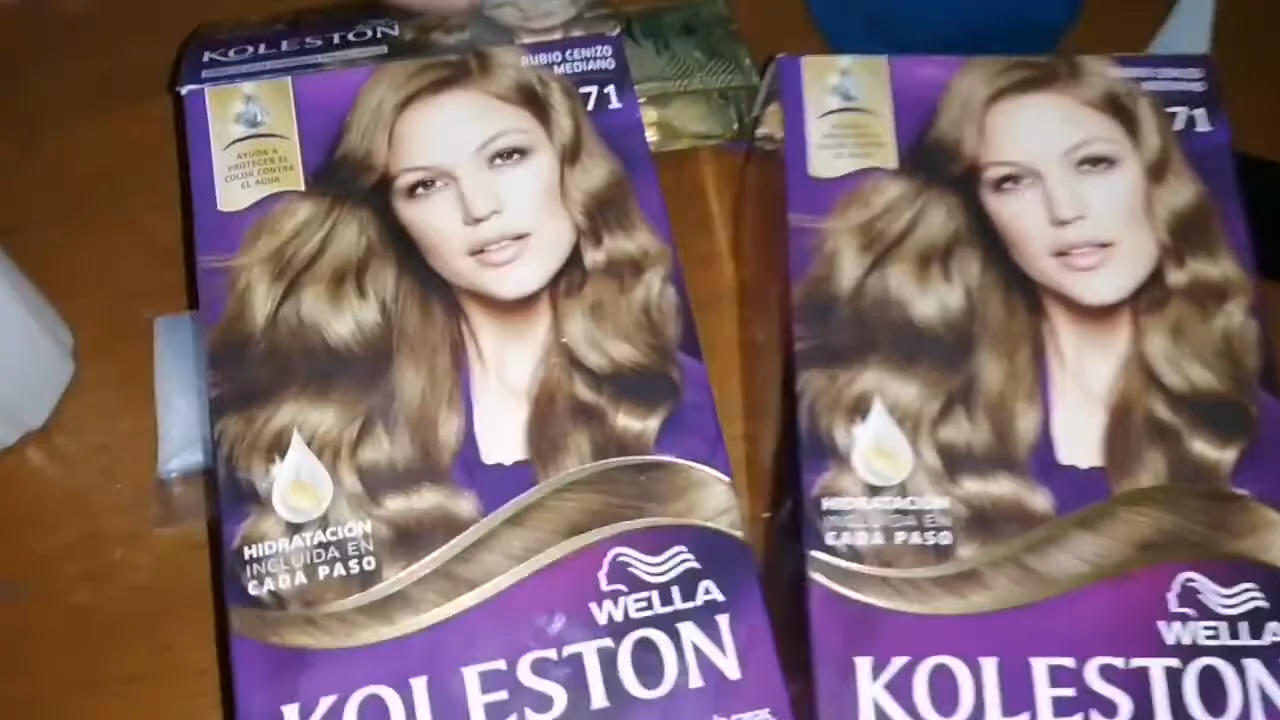 KOLESTON
RUBIO CENIZO
MEDIANO
71
AYUDA A
PROTEGER EL
COLOR CONTRA
EL AGUA
HIDRATACIÓN
INCLUIDA EN
CADA PASO
WELLA
KOLESTON
71
HIDRATACIÓN
INCLUIDA EN
CADA PASO
WELLA
KOLESTON